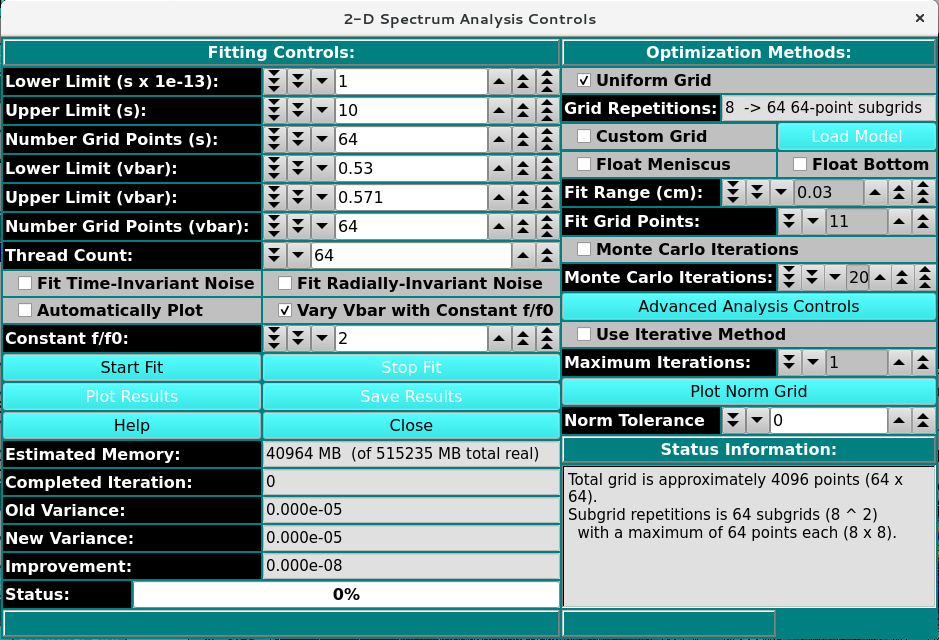 2-D Spectrum Analysis Controls
Fitting Controls:
Lower Limit (s x 1e-13): 1
Upper Limit (s): 10
Number Grid Points (s): 64
Lower Limit (vbar): 0.53
Upper Limit (vbar): 0.571
Number Grid Points (vbar): 64
Thread Count: 64
Fit Time-Invariant Noise Fit Radially-Invariant Noise
Automatically Plot Vary Vbar with Constant f/f0
Constant f/f0: 2
Start Fit Stop Fit
Plot Results Save Results
Help Close
Estimated Memory: 40964 MB  (of 515235 MB total real)
Completed Iteration: 0
Old Variance: 0.000e-05
New Variance: 0.000e-05
Improvement: 0.000e-08
Status: 0%
Optimization Methods:
Uniform Grid
Grid Repetitions: 8  -> 64 64-point subgrids
Custom Grid Load Model
Float Meniscus Float Bottom
Fit Range (cm): 0.03
Fit Grid Points: 11
Monte Carlo Iterations
Monte Carlo Iterations: 20
Advanced Analysis Controls
Use Iterative Method
Maximum Iterations: 1
Plot Norm Grid
Norm Tolerance 0
Status Information:
Total grid is approximately 4096 points (64 x
64).
Subgrid repetitions is 64 subgrids (8 ^ 2)
with a maximum of 64 points each (8 x 8).